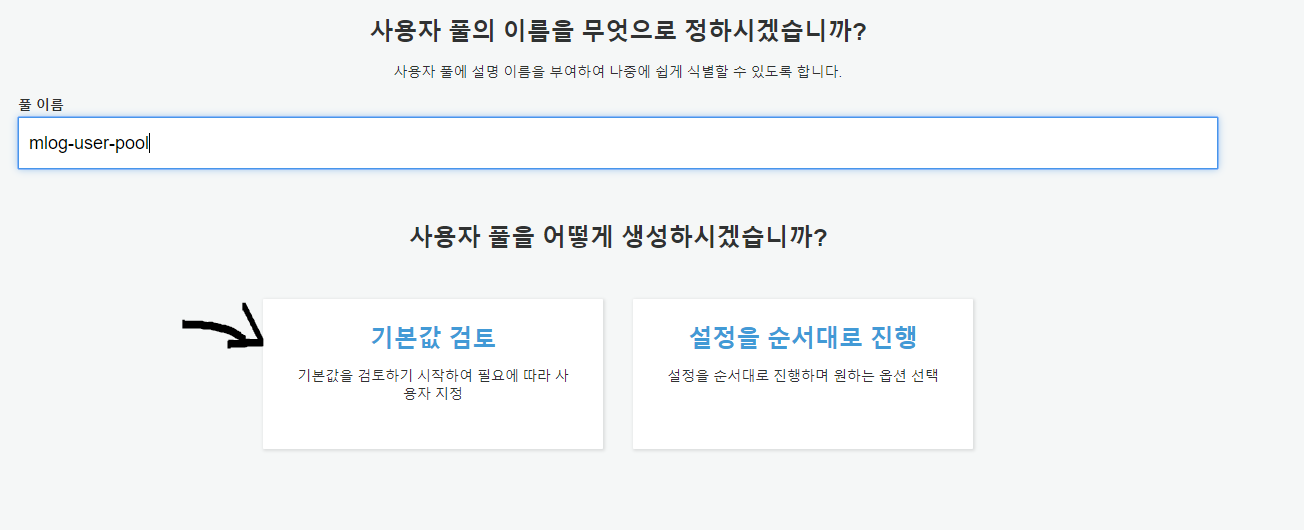 사용자 풀의 이름을 무엇으로 정하시겠습니까?
사용자 풀에 설명 이름을 부여하여 나중에 쉽게 식별할 수 있도록 합니다.
풀 이름
mlog-user-pool
사용자 풀을 어떻게 생성하시겠습니까?
기본값 검토
기본값을 검토하기 시작하여 필요에 따라 사
용자 지정
설정을 순서대로 진행
설정을 순서대로 진행하며 원하는 옵션 선택